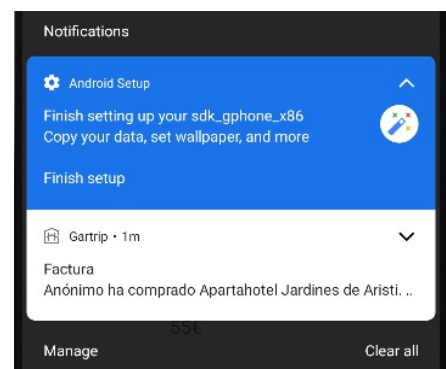 Notifications
Android Setup
Finish setting up your sdk_gphone_x86
Copy your data, set wallpaper, and more
Finish setup
Gartrip • 1m
Factura
Anónimo ha comprado Apartahotel Jardines de Aristi. ..
55€
Manage
Clear all